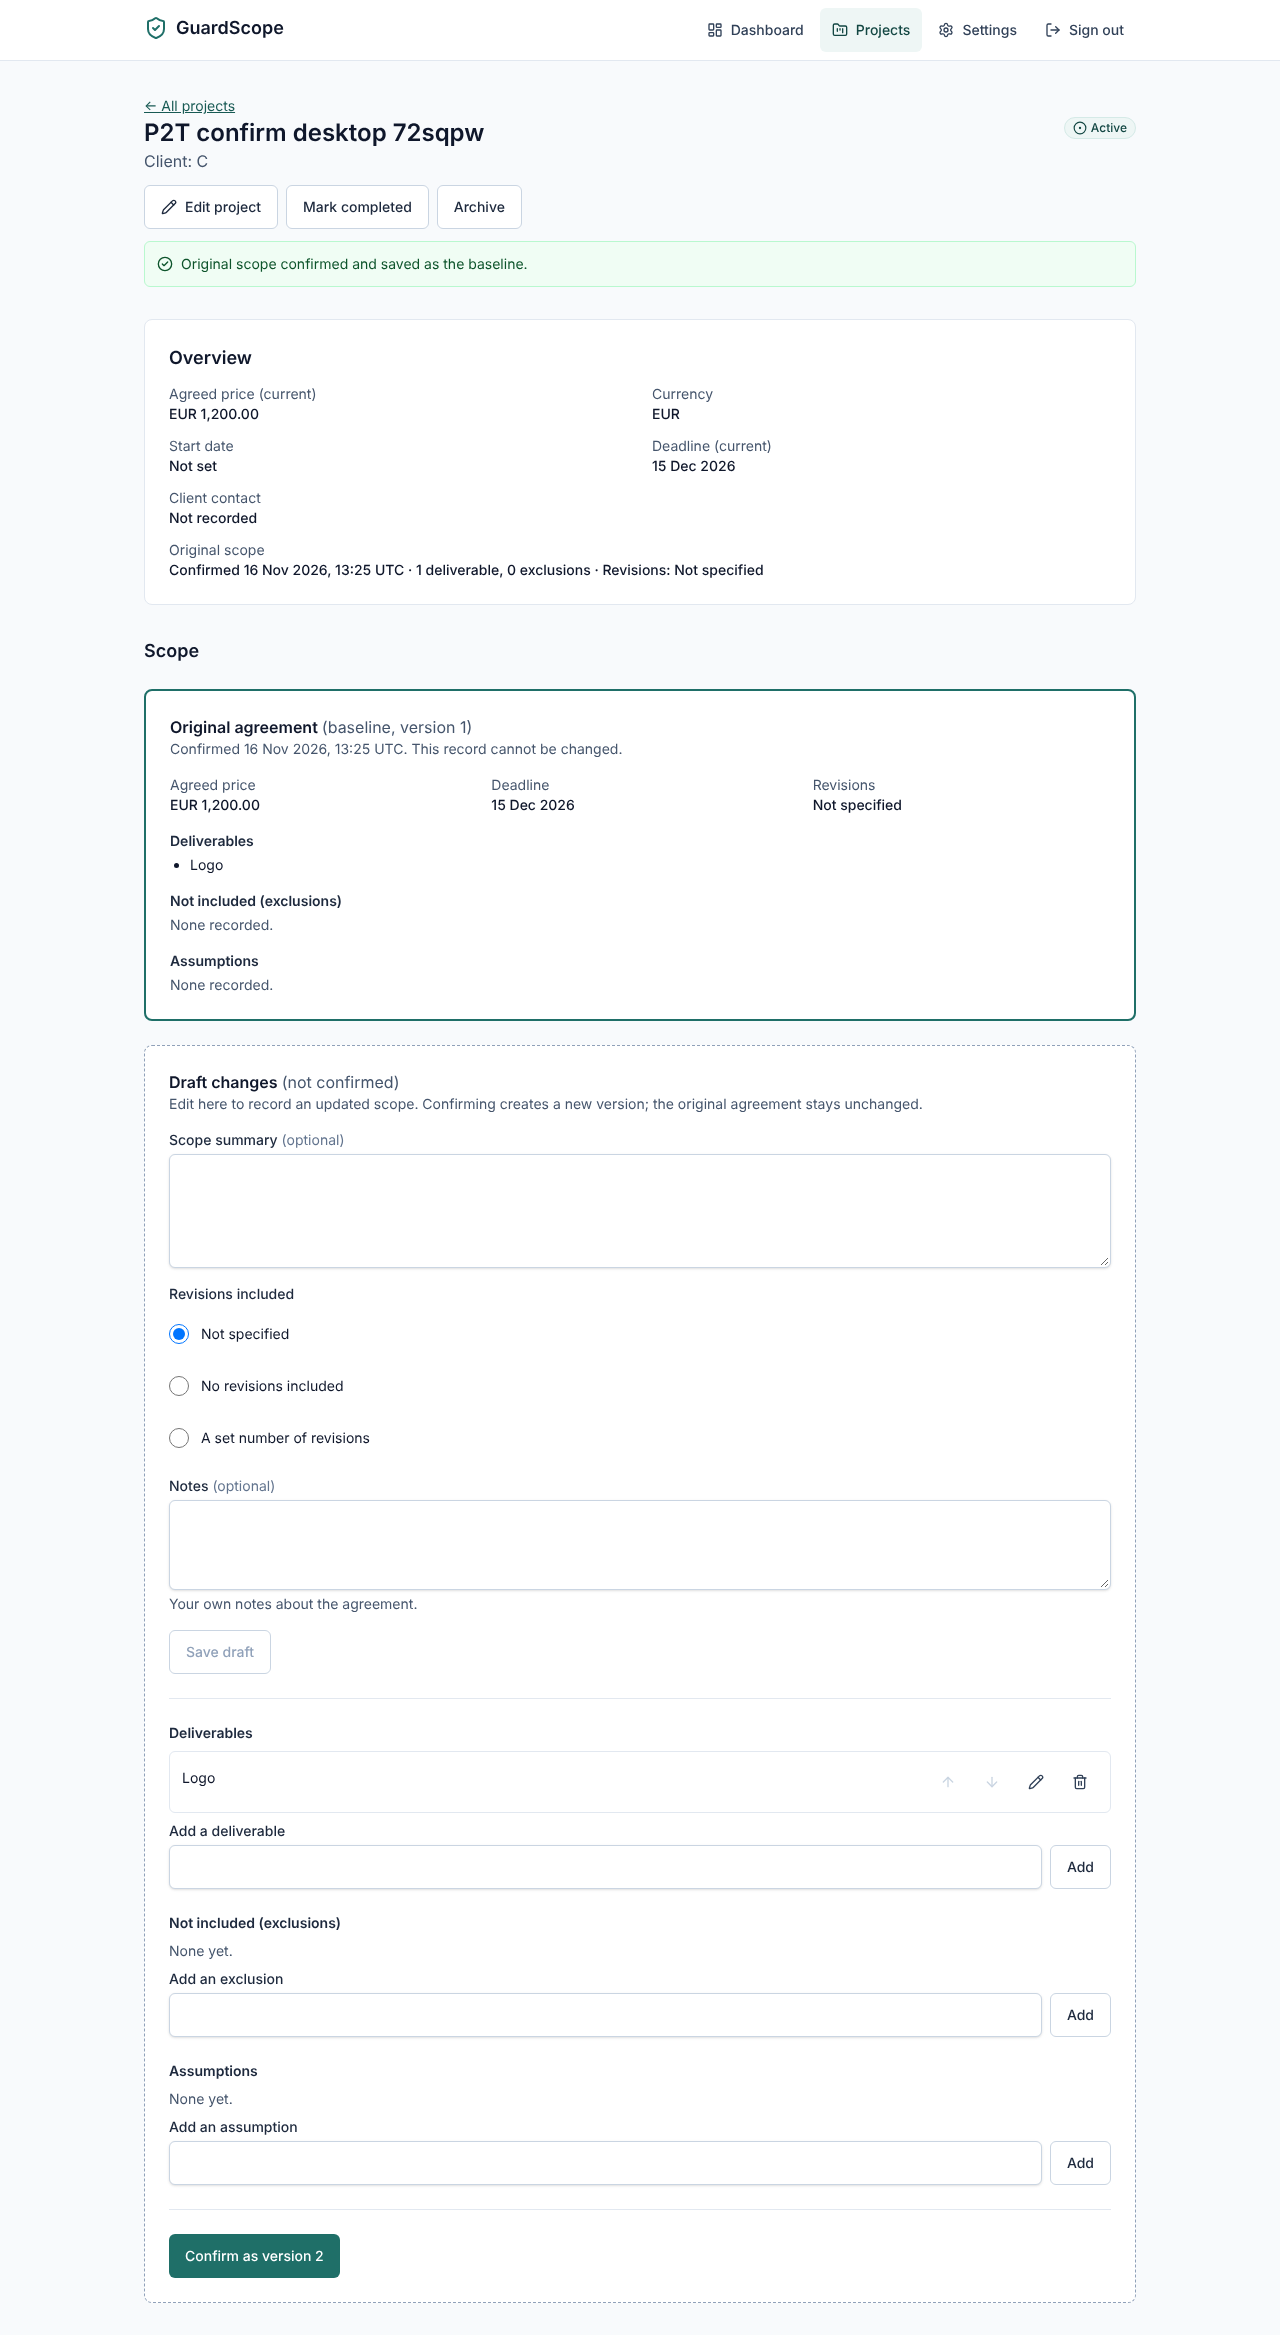 GuardScope
Dashboard
Projects
Settings
Sign out
← All projects
P2T confirm desktop 72sqpw
Active
Client: C
Edit project
Mark completed
Archive
Original scope confirmed and saved as the baseline.
Overview
Agreed price (current)
EUR 1,200.00
Currency
EUR
Start date
Not set
Deadline (current)
15 Dec 2026
Client contact
Not recorded
Original scope
Confirmed 16 Nov 2026, 13:25 UTC · 1 deliverable, 0 exclusions · Revisions: Not specified
Scope
Original agreement (baseline, version 1)
Confirmed 16 Nov 2026, 13:25 UTC. This record cannot be changed.
Agreed price
EUR 1,200.00
Deadline
15 Dec 2026
Revisions
Not specified
Deliverables
• Logo
Not included (exclusions)
None recorded.
Assumptions
None recorded.
Draft changes (not confirmed)
Edit here to record an updated scope. Confirming creates a new version; the original agreement stays unchanged.
Scope summary (optional)
Revisions included
Not specified
No revisions included
A set number of revisions
Notes (optional)
Your own notes about the agreement.
Save draft
Deliverables
Logo
Add a deliverable
Add
Not included (exclusions)
None yet.
Add an exclusion
Add
Assumptions
None yet.
Add an assumption
Add
Confirm as version 2